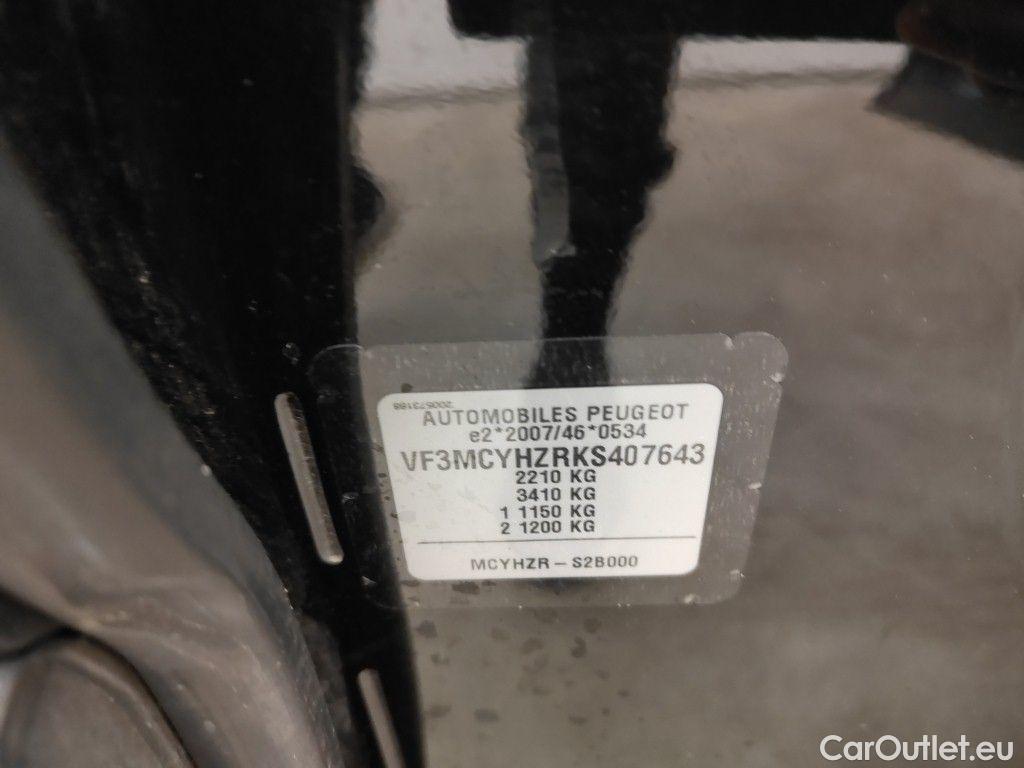 200573188
AUTOMOBILES PEUGEOT
e2*2007/46*0534
VF3MCYHZRKS407643
2210 KG
3410 KG
1 1150 KG
2 1200 KG
MCYHZR – S2B000
CarOutlet.eu